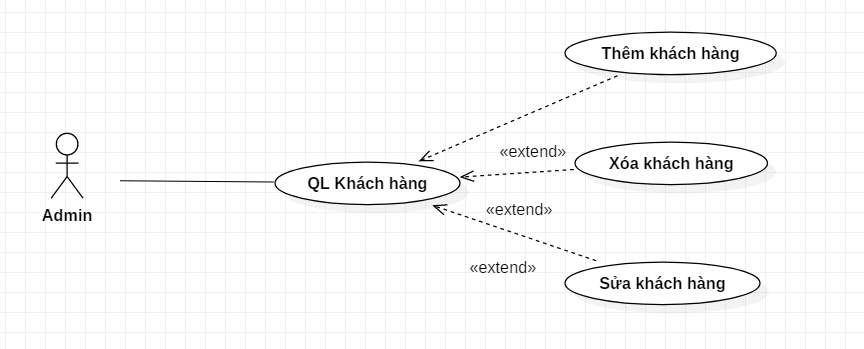 Thêm khách hàng
«extend»
Xóa khách hàng
QL Khách hàng
«extend»
Admin
«extend»
Sửa khách hàng